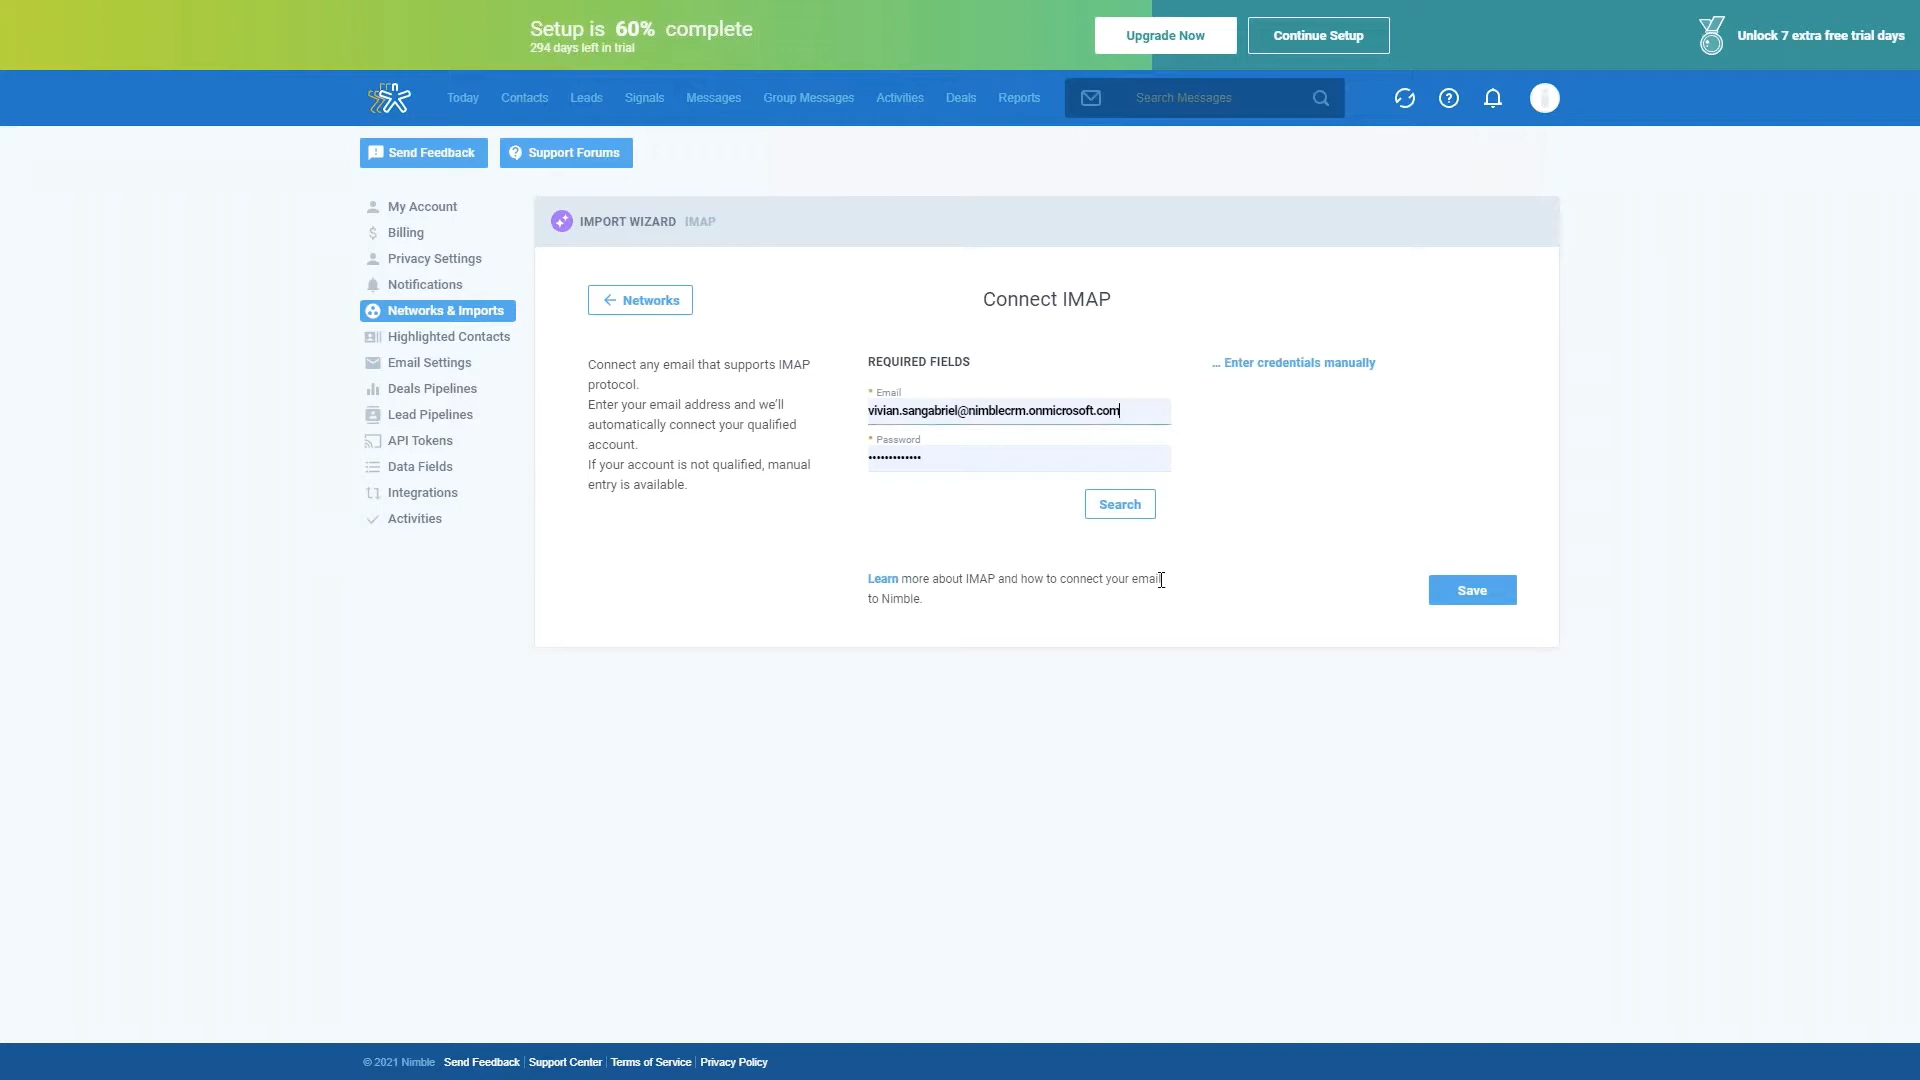 Setup is 60% complete
294 days left in trial
Upgrade Now
Continue Setup
Unlock 7 extra free trial days
Today
Contacts
Leads
Signals
Messages
Group Messages
Activities
Deals
Reports
Search Messages
Send Feedback
Support Forums
My Account
Billing
Privacy Settings
Notifications
Networks & Imports
Highlighted Contacts
Email Settings
Deals Pipelines
Lead Pipelines
API Tokens
Data Fields
Integrations
Activities
IMPORT WIZARD IMAP
Networks
Connect IMAP
Connect any email that supports IMAP
protocol.
Enter your email address and we'll
automatically connect your qualified
account.
If your account is not qualified, manual
entry is available.
REQUIRED FIELDS
* Email
vivian.sangabriel@nimblecrm.onmicrosoft.com
* Password
•••••••••••••
Search
Learn more about IMAP and how to connect your email
to Nimble.
... Enter credentials manually
Save
© 2021 Nimble Send Feedback | Support Center | Terms of Service | Privacy Policy